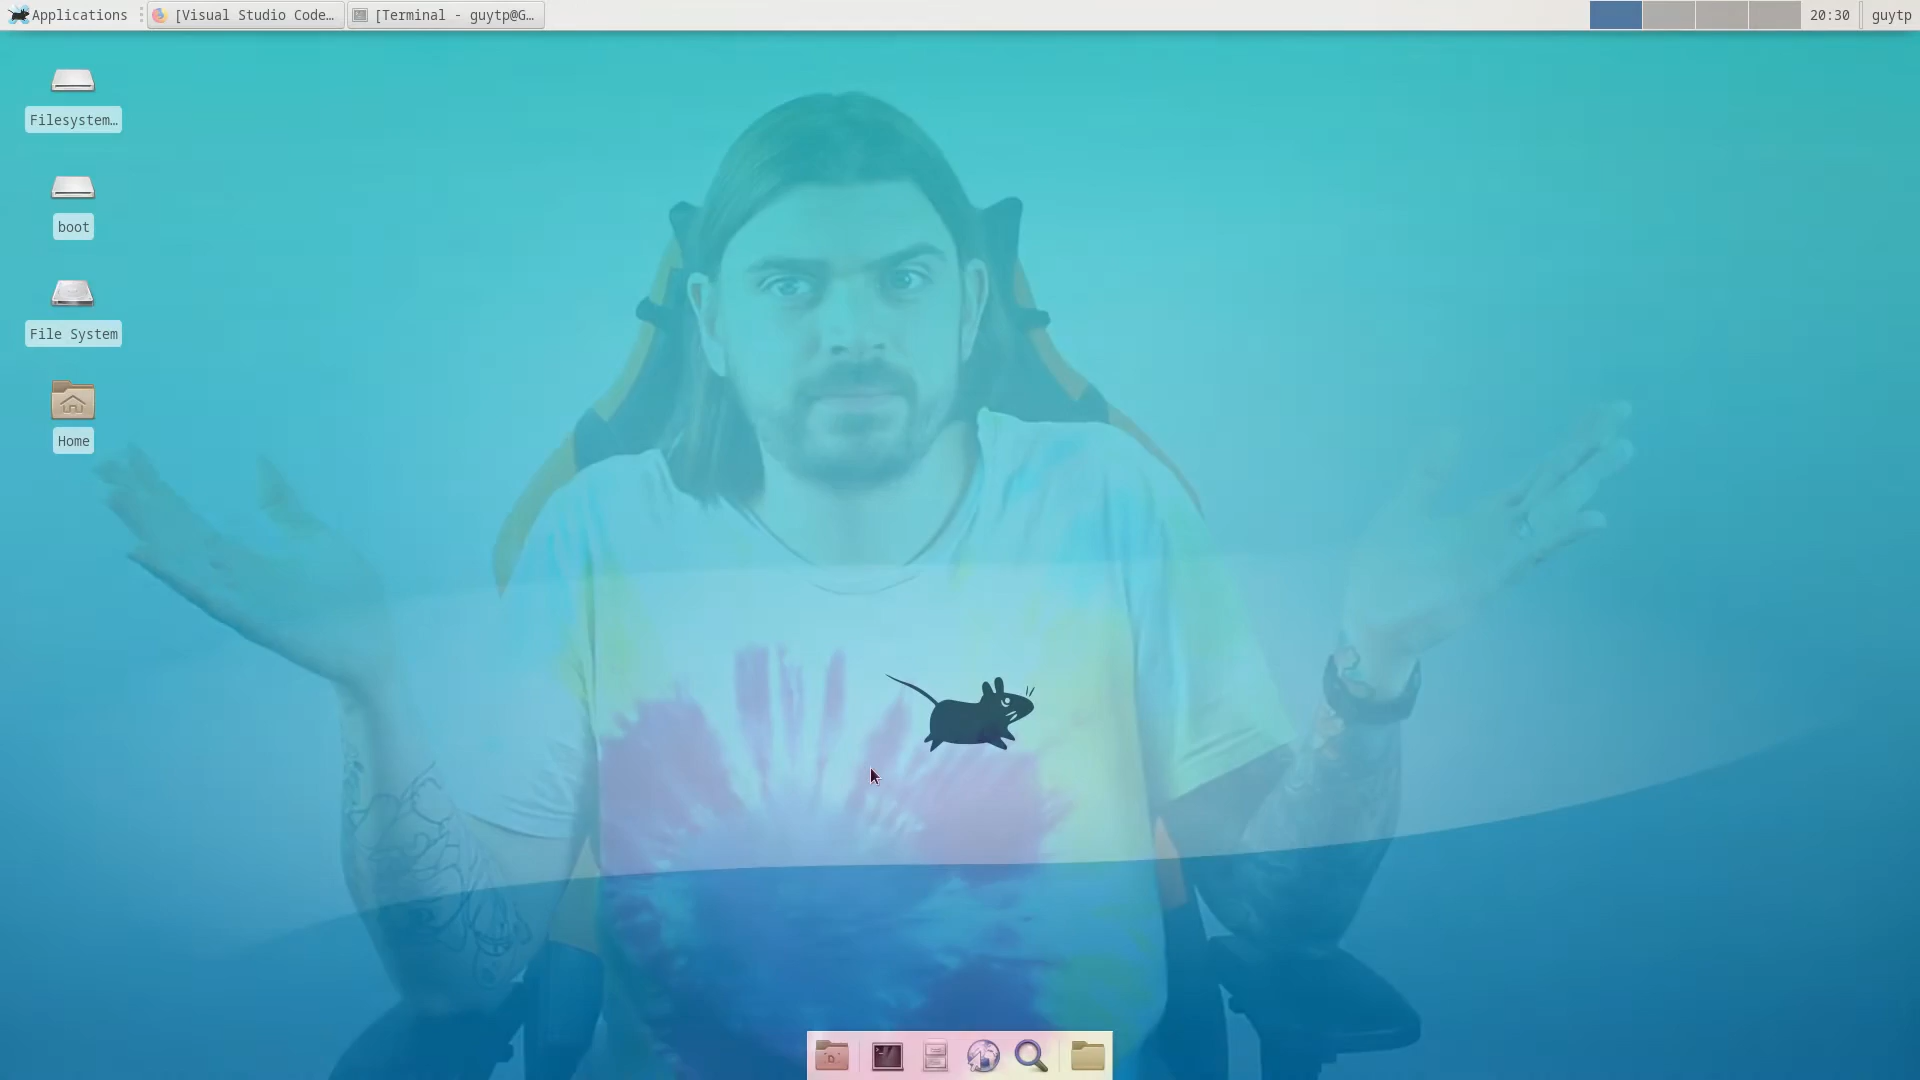 Applications
[Visual Studio Code…
[Terminal - guytp@G…
20:30
guytp
Filesystem…
boot
File System
Home